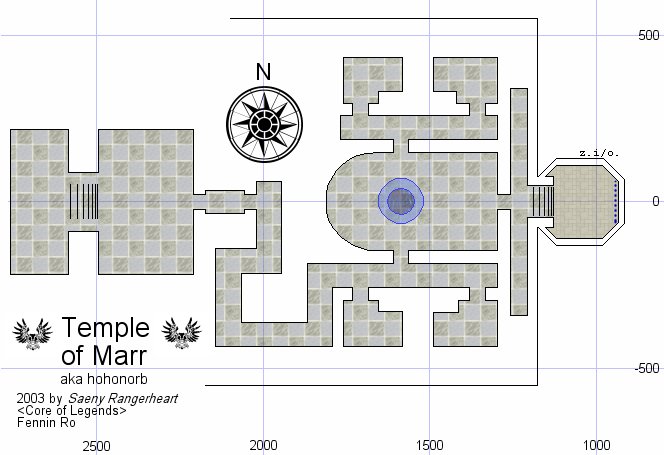 500
N
z.i/o.
0
Temple
of Marr
aka hohonorb
-500
2003 by Saeny Rangerheart
<Core of Legends>
Fennin Ro
2500
2000
1500
1000